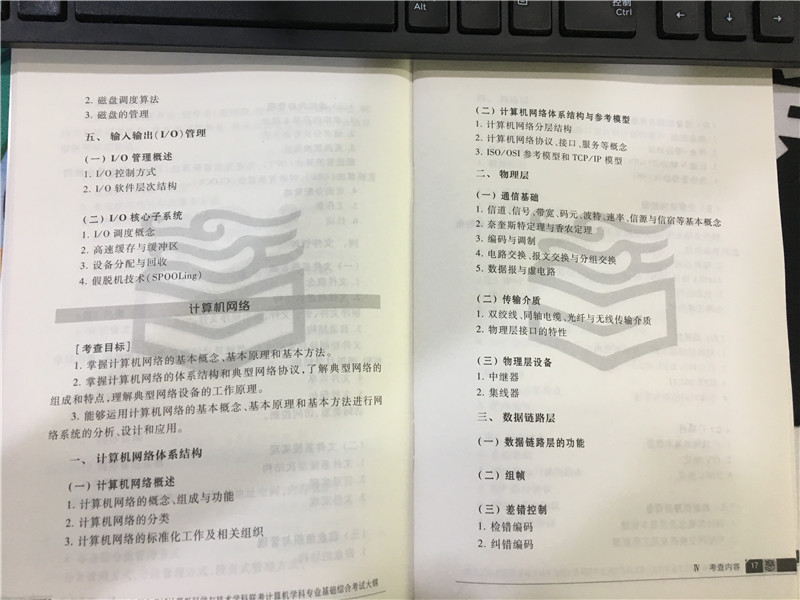 Alt
控制
Ctrl
2. 磁盘调度算法
3. 磁盘的管理
五、 输入输出(I/O)管理
(一) I/O 管理概述
1. I/O 控制方式
2. I/O 软件层次结构
(二) I/O 核心子系统
1. I/O 调度概念
2. 高速缓存与缓冲区
3. 设备分配与回收
4. 假脱机技术(SPOOLing)
计算机网络
[考查目标]
1. 掌握计算机网络的基本概念、基本原理和基本方法。
2. 掌握计算机网络的体系结构和典型网络协议,了解典型网络的
组成和特点,理解典型网络设备的工作原理。
3. 能够运用计算机网络的基本概念、基本原理和基本方法进行网
络系统的分析、设计和应用。
一、 计算机网络体系结构
(一) 计算机网络概述
1. 计算机网络的概念、组成与功能
2. 计算机网络的分类
3. 计算机网络的标准化工作及相关组织
技术学科联考计算机学科专业基础综合考试大纲
(二) 计算机网络体系结构与参考模型
1. 计算机网络分层结构
2. 计算机网络协议、接口、服务等概念
3. ISO/OSI 参考模型和 TCP/IP 模型
二、 物理层
(一) 通信基础
1. 信道、信号、带宽、码元、波特、速率、信源与信宿等基本概念
2. 奈奎斯特定理与香农定理
3. 编码与调制
4. 电路交换、报文交换与分组交换
5. 数据报与虚电路
(二) 传输介质
1. 双绞线、同轴电缆、光纤与无线传输介质
2. 物理层接口的特性
(三) 物理层设备
1. 中继器
2. 集线器
三、 数据链路层
(一) 数据链路层的功能
(二) 组帧
(三) 差错控制
1. 检错编码
2. 纠错编码
Ⅳ 考查内容 17